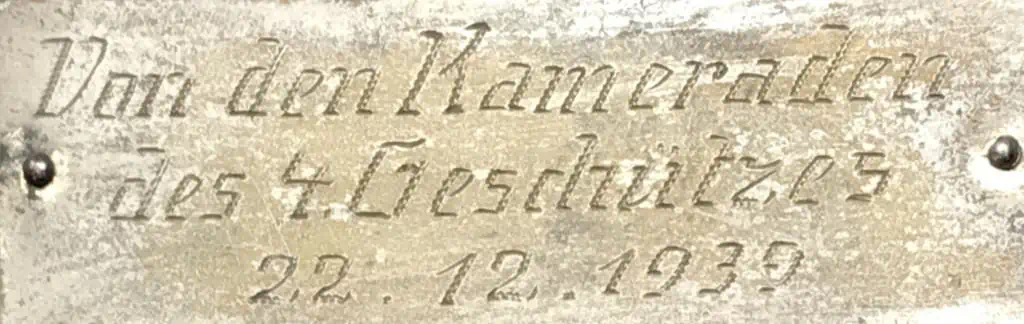 Von den Kameraden
des 4. Geschützes
22. 12. 1939